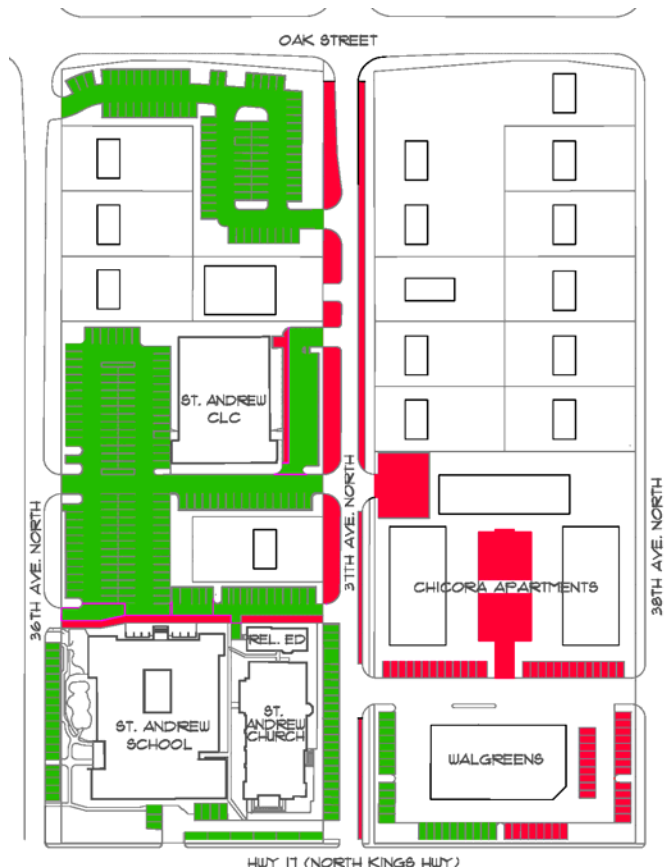 OAK STREET
ST. ANDREW
CLC
36TH AVE. NORTH
37TH AVE. NORTH
38TH AVE. NORTH
CHICORA APARTMENTS
REL. ED
ST. ANDREW
SCHOOL
ST.
ANDREW
CHURCH
WALGREENS
HWY 17 (NORTH KINGS HWY)